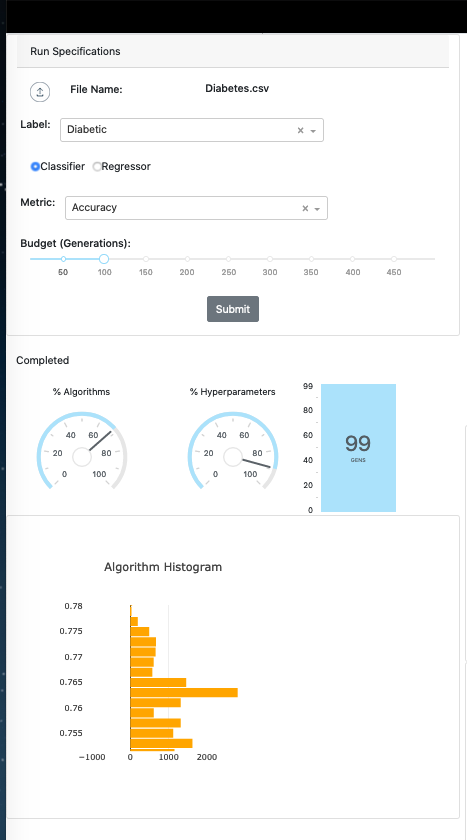 Run Specifications
File Name: Diabetes.csv
Label: Diabetic × 
Classifier Regressor
Metric: Accuracy ×
Budget (Generations):
50 100 150 200 250 300 350 400 450
Submit
Completed
% Algorithms
0 20 40 60 80 100
% Hyperparameters
0 20 40 60 80 100
99
80
60
40
20
0
99
GENS
Algorithm Histogram
0.78
0.775
0.77
0.765
0.76
0.755
−1000 0 1000 2000